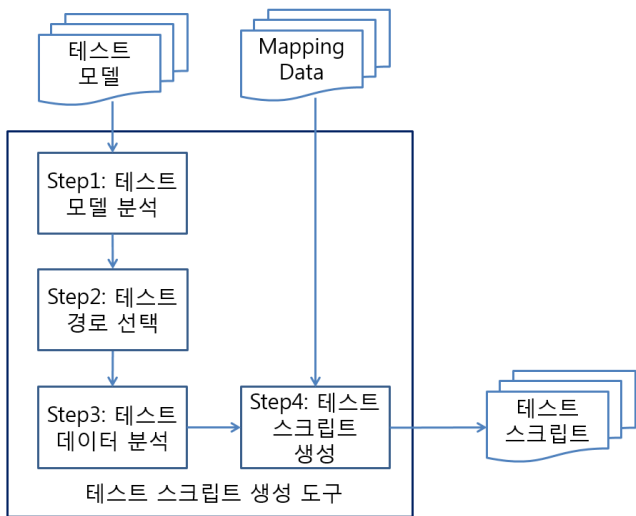 테스트
모델
Mapping
Data
Step1: 테스트
모델 분석
Step2: 테스트
경로 선택
Step3: 테스트
데이터 분석
Step4: 테스트
스크립트
생성
테스트
스크립트
테스트 스크립트 생성 도구